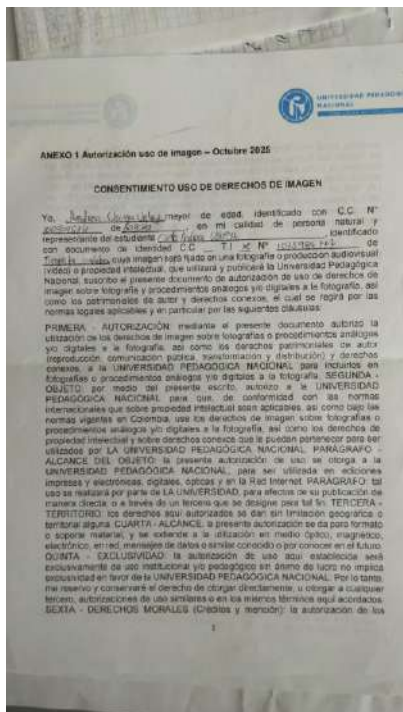 UNIVERSIDAD PEDAGOGICA
NACIONAL
ANEXO 1 Autorización uso de imagen – Octubre 2025
CONSENTIMIENTO USO DE DERECHOS DE IMAGEN
Yo, mayor de edad, identificado con C.C. N°
de en mi calidad de persona natural y
representante del estudiante , identificado
con documento de identidad C.C. T.I X N° de
cuya imagen será fijada en una fotografía o producción audiovisual
(video) o propiedad intelectual, que utilizará y publicará la Universidad Pedagógica
Nacional, suscribo el presente documento de autorización de uso de derechos de
imagen sobre fotografía y procedimientos análogos y/o digitales a la fotografía, así
como los patrimoniales de autor y derechos conexos, el cual se regirá por las
normas legales aplicables y en particular por las siguientes cláusulas:
PRIMERA - AUTORIZACIÓN mediante el presente documento autorizo la
utilización de los derechos de imagen sobre fotografías o procedimientos análogos
y/o digitales a la fotografía, así como los derechos patrimoniales de autor
(reproducción, comunicación pública, transformación y distribución) y derechos
conexos, a la UNIVERSIDAD PEDAGÓGICA NACIONAL para incluirlos en
fotografías o procedimientos análogos y/o digitales a la fotografía. SEGUNDA -
OBJETO: por medio del presente escrito, autorizo a la UNIVERSIDAD
PEDAGÓGICA NACIONAL para que, de conformidad con las normas
internacionales que sobre propiedad intelectual sean aplicables, así como bajo las
normas vigentes en Colombia, use los derechos de imagen sobre fotografías o
procedimientos análogos y/o digitales a la fotografía, así como los derechos de
propiedad intelectual y sobre derechos conexos que le puedan pertenecer para ser
utilizados por LA UNIVERSIDAD PEDAGÓGICA NACIONAL. PARÁGRAFO -
ALCANCE DEL OBJETO: la presente autorización de uso se otorga a la
UNIVERSIDAD PEDAGÓGICA NACIONAL, para ser utilizada en ediciones
impresas y electrónicas, digitales, ópticas y en la Red Internet. PARÁGRAFO: tal
uso se realizará por parte de LA UNIVERSIDAD, para efectos de su publicación de
manera directa, o a través de un tercero que se designe para tal fin. TERCERA -
TERRITORIO: los derechos aquí autorizados se dan sin limitación geográfica o
territorial alguna. CUARTA - ALCANCE: la presente autorización se da para formato
o soporte material, y se extiende a la utilización en medio óptico, magnético,
electrónico, en red, mensajes de datos o similar conocido o por conocer en el futuro.
QUINTA - EXCLUSIVIDAD: la autorización de uso aquí establecida será
exclusivamente de uso institucional y/o pedagógico sin ánimo de lucro no implica
exclusividad en favor de la UNIVERSIDAD PEDAGÓGICA NACIONAL. Por lo tanto,
me reservo y conservaré el derecho de otorgar directamente, u otorgar a cualquier
tercero, autorizaciones de uso similares o en los mismos términos aquí acordados.
SEXTA - DERECHOS MORALES (Créditos y mención): la autorización de los
1